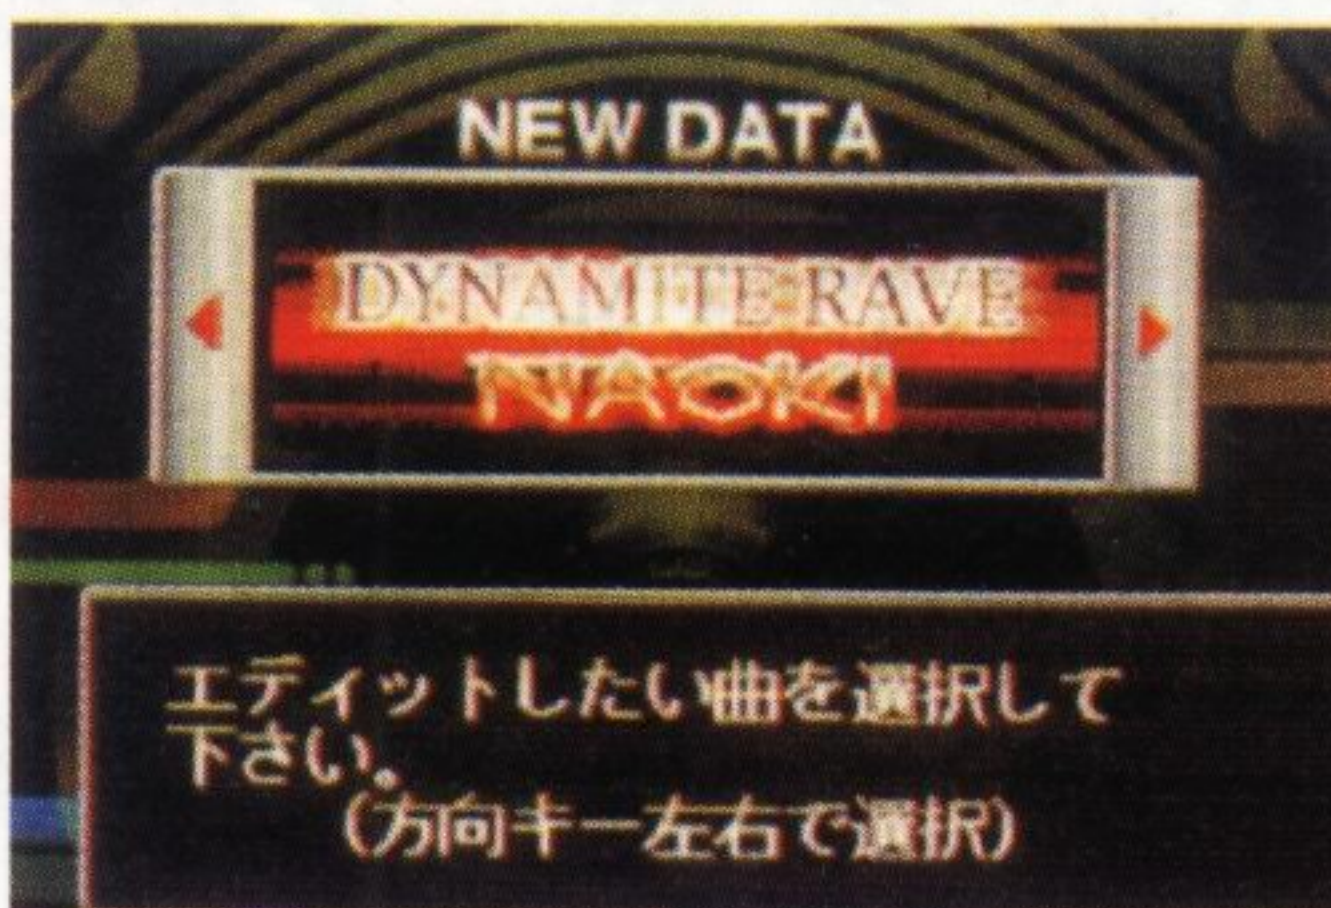 NEW DATA
DYNAMITE RAVE
NAOKI
エディットしたい曲を選択して
下さい。
(方向キー左右で選択)